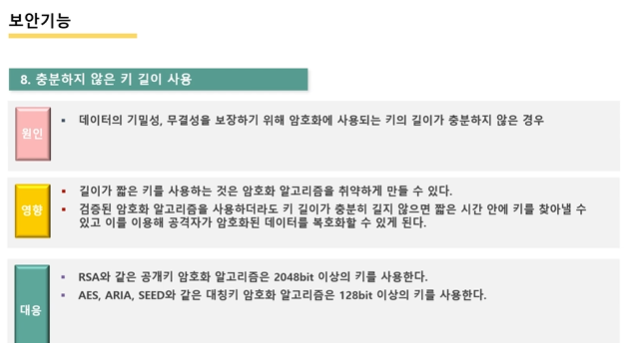 보안기능
8. 충분하지 않은 키 길이 사용
원인
▪ 데이터의 기밀성, 무결성을 보장하기 위해 암호화에 사용되는 키의 길이가 충분하지 않은 경우
영향
▪ 길이가 짧은 키를 사용하는 것은 암호화 알고리즘을 취약하게 만들 수 있다.
▪ 검증된 암호화 알고리즘을 사용하더라도 키 길이가 충분히 길지 않으면 짧은 시간 안에 키를 찾아낼 수
있고 이를 이용해 공격자가 암호화된 데이터를 복호화할 수 있게 된다.
대응
▪ RSA와 같은 공개키 암호화 알고리즘은 2048bit 이상의 키를 사용한다.
▪ AES, ARIA, SEED와 같은 대칭키 암호화 알고리즘은 128bit 이상의 키를 사용한다.